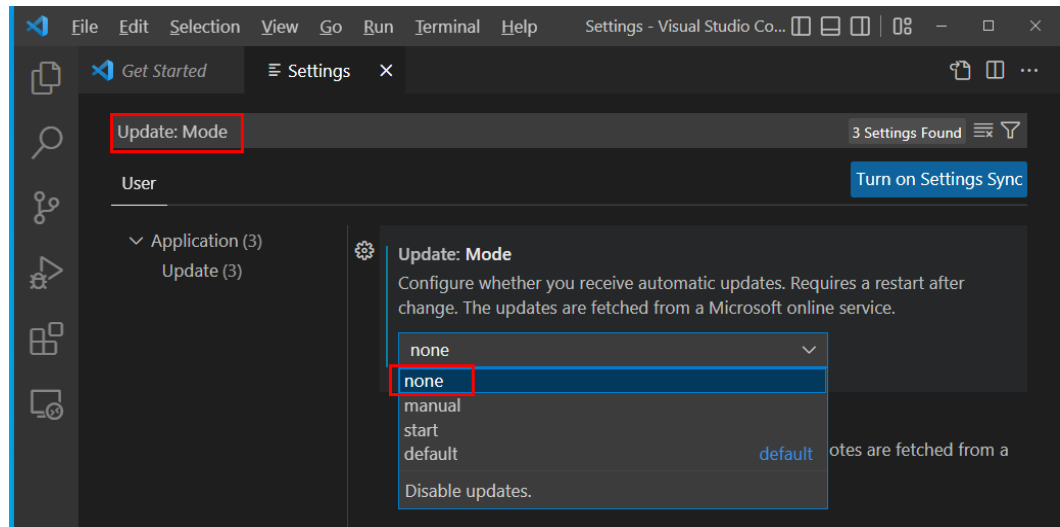 File Edit Selection View Go Run Terminal Help Settings - Visual Studio Co...
Get Started Settings
Update: Mode 3 Settings Found
User Turn on Settings Sync
Application (3)
Update (3)
Update: Mode
Configure whether you receive automatic updates. Requires a restart after
change. The updates are fetched from a Microsoft online service.
none
none
manual
start
default default
otes are fetched from a
Disable updates.